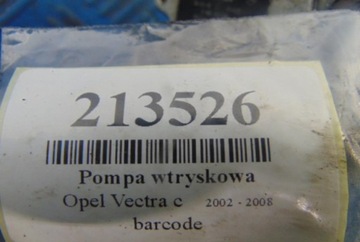 213526
Pompa wtryskowa
Opel Vectra c 2002 - 2008
barcode